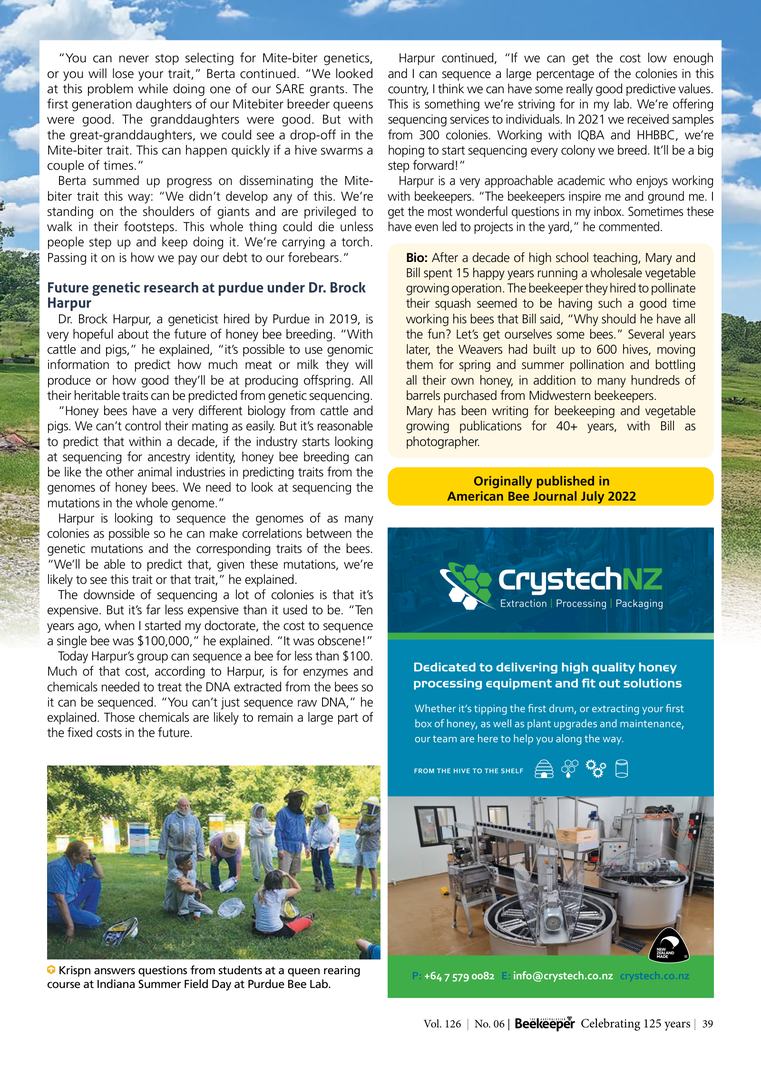 “You can never stop selecting for Mite-biter genetics,
or you will lose your trait,” Berta continued. “We looked
at this problem while doing one of our SARE grants. The
first generation daughters of our Mitebiter breeder queens
were good. The granddaughters were good. But with
the great-granddaughters, we could see a drop-off in the
Mite-biter trait. This can happen quickly if a hive swarms a
couple of times.”
Berta summed up progress on disseminating the Mite-
biter trait this way: “We didn’t develop any of this. We’re
standing on the shoulders of giants and are privileged to
walk in their footsteps. This whole thing could die unless
people step up and keep doing it. We’re carrying a torch.
Passing it on is how we pay our debt to our forebears.”
Future genetic research at purdue under Dr. Brock
Harpur
Dr. Brock Harpur, a geneticist hired by Purdue in 2019, is
very hopeful about the future of honey bee breeding. “With
cattle and pigs,” he explained, “it’s possible to use genomic
information to predict how much meat or milk they will
produce or how good they’ll be at producing offspring. All
their heritable traits can be predicted from genetic sequencing.
“Honey bees have a very different biology from cattle and
pigs. We can’t control their mating as easily. But it’s reasonable
to predict that within a decade, if the industry starts looking
at sequencing for ancestry identity, honey bee breeding can
be like the other animal industries in predicting traits from the
genomes of honey bees. We need to look at sequencing the
mutations in the whole genome.”
Harpur is looking to sequence the genomes of as many
colonies as possible so he can make correlations between the
genetic mutations and the corresponding traits of the bees.
“We’ll be able to predict that, given these mutations, we’re
likely to see this trait or that trait,” he explained.
The downside of sequencing a lot of colonies is that it’s
expensive. But it’s far less expensive than it used to be. “Ten
years ago, when I started my doctorate, the cost to sequence
a single bee was $100,000,” he explained. “It was obscene!”
Today Harpur’s group can sequence a bee for less than $100.
Much of that cost, according to Harpur, is for enzymes and
chemicals needed to treat the DNA extracted from the bees so
it can be sequenced. “You can’t just sequence raw DNA,” he
explained. Those chemicals are likely to remain a large part of
the fixed costs in the future.
Krispn answers questions from students at a queen rearing
course at Indiana Summer Field Day at Purdue Bee Lab.
Harpur continued, “If we can get the cost low enough
and I can sequence a large percentage of the colonies in this
country, I think we can have some really good predictive values.
This is something we’re striving for in my lab. We’re offering
sequencing services to individuals. In 2021 we received samples
from 300 colonies. Working with IQBA and HHBBC, we’re
hoping to start sequencing every colony we breed. It’ll be a big
step forward!”
Harpur is a very approachable academic who enjoys working
with beekeepers. “The beekeepers inspire me and ground me. I
get the most wonderful questions in my inbox. Sometimes these
have even led to projects in the yard,” he commented.
Bio: After a decade of high school teaching, Mary and
Bill spent 15 happy years running a wholesale vegetable
growing operation. The beekeeper they hired to pollinate
their squash seemed to be having such a good time
working his bees that Bill said, “Why should he have all
the fun? Let’s get ourselves some bees.” Several years
later, the Weavers had built up to 600 hives, moving
them for spring and summer pollination and bottling
all their own honey, in addition to many hundreds of
barrels purchased from Midwestern beekeepers.
Mary has been writing for beekeeping and vegetable
growing publications for 40+ years, with Bill as
photographer.
Originally published in
American Bee Journal July 2022
CrystechNZ
Extraction | Processing | Packaging
Dedicated to delivering high quality honey
processing equipment and fit out solutions
Whether it’s tipping the first drum, or extracting your first
box of honey, as well as plant upgrades and maintenance,
our team are here to help you along the way.
FROM THE HIVE TO THE SHELF
NEW
ZEALAND
MADE
P: +64 7 579 0082 E: info@crystech.co.nz crystech.co.nz
Vol. 126 | No. 06 | Beekeeper Celebrating 125 years | 39